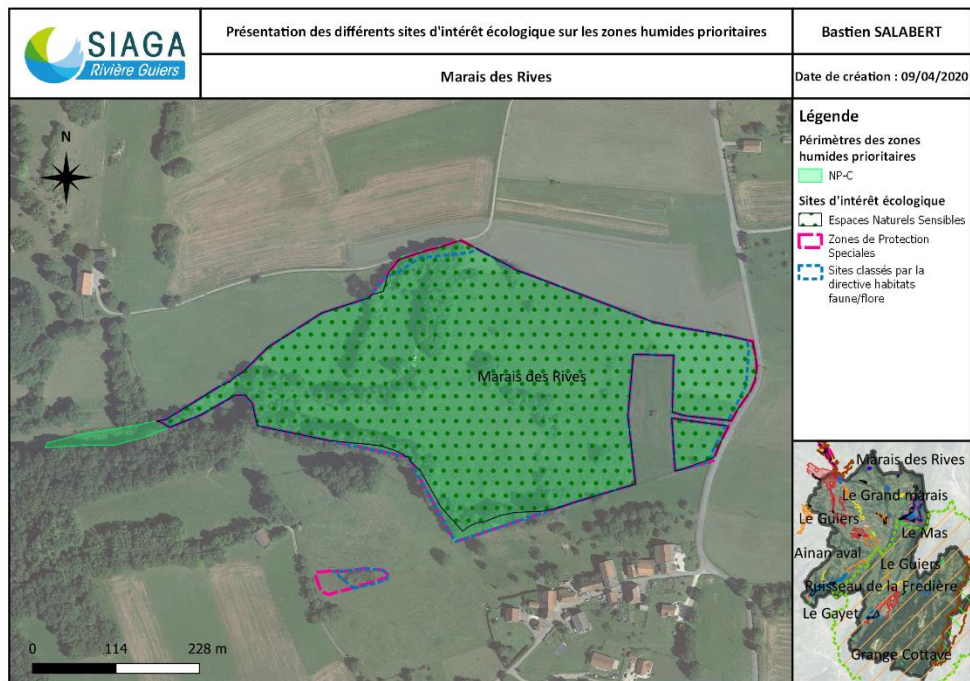 SIAGA
Rivière Guiers
Présentation des différents sites d'intérêt écologique sur les zones humides prioritaires
Marais des Rives
Bastien SALABERT
Date de création : 09/04/2020
N
Marais des Rives
0 114 228 m
Légende
Périmètres des zones
humides prioritaires
NP-C
Sites d'intérêt écologique
Espaces Naturels Sensibles
Zones de Protection
Speciales
Sites classés par la
directive habitats
faune/flore
Marais des Rives
Le Grand marais
Le Guiers
Le Mas
Ainan aval
Le Guiers
Ruisseau de la Fredière
Le Gayet
Grange Cottave